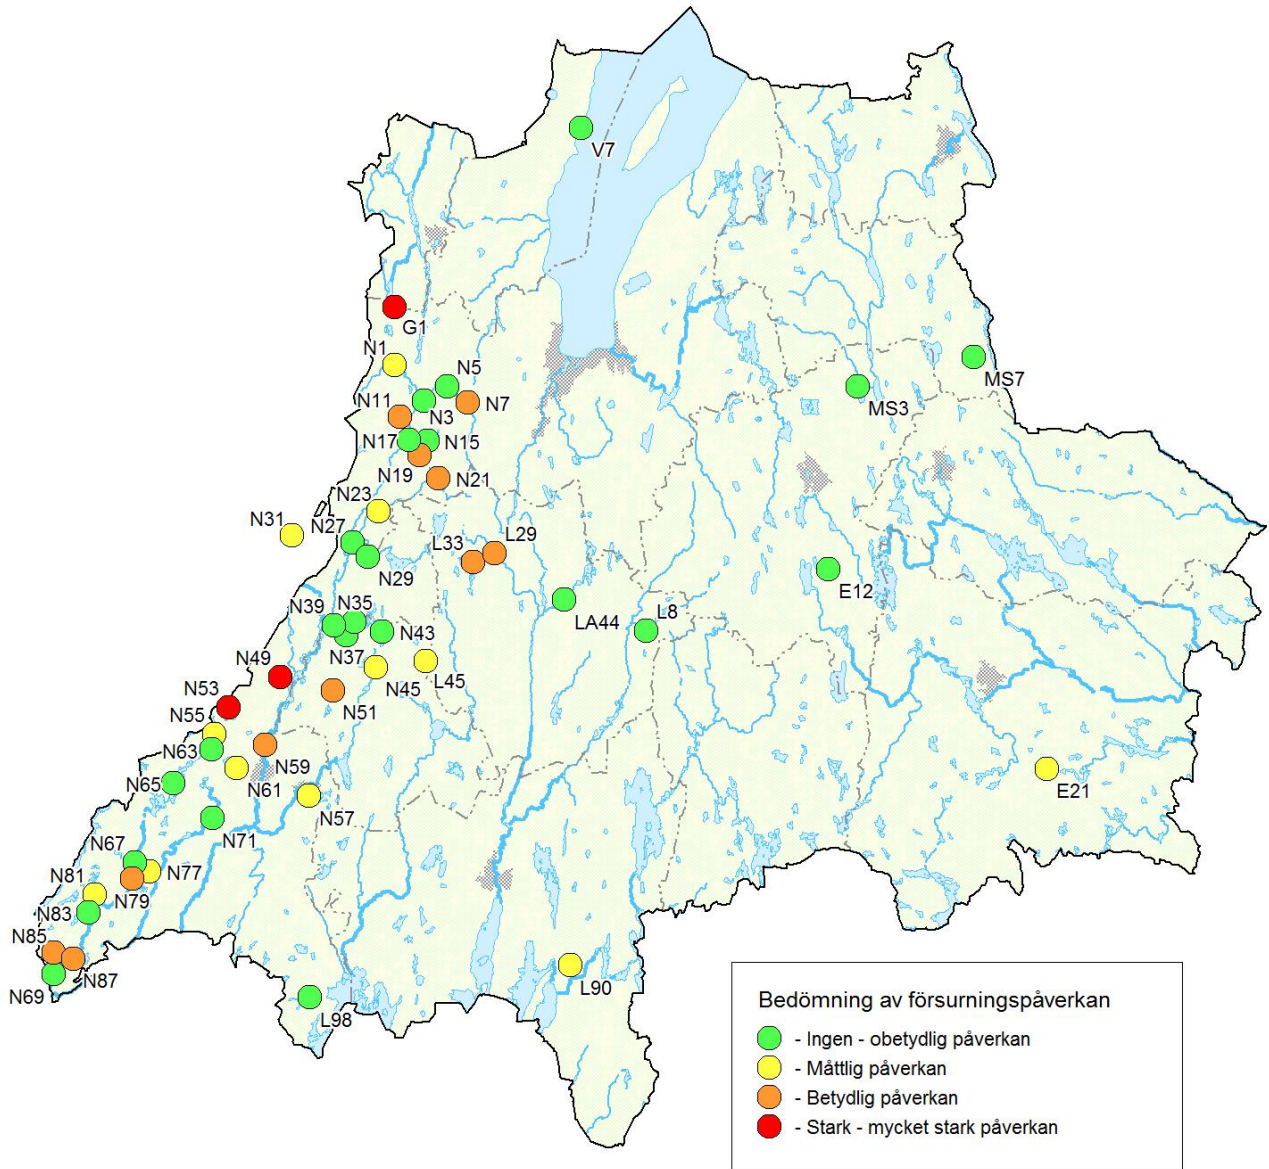 V7
G1
N1
N5
MS7
N11
N7
MS3
N3
N17
N15
N19
N21
N23
N31
N27
L29
L33
N29
E12
N39
N35
LA44
L8
N43
N49
N37
N45
L45
N53
N51
N55
N63
N59
N65
N61
E21
N57
N71
N67
N77
N81
N79
N83
N85
N87
N69
L90
L98
Bedömning av försurningspåverkan
- Ingen - obetydlig påverkan
- Måttlig påverkan
- Betydlig påverkan
- Stark - mycket stark påverkan